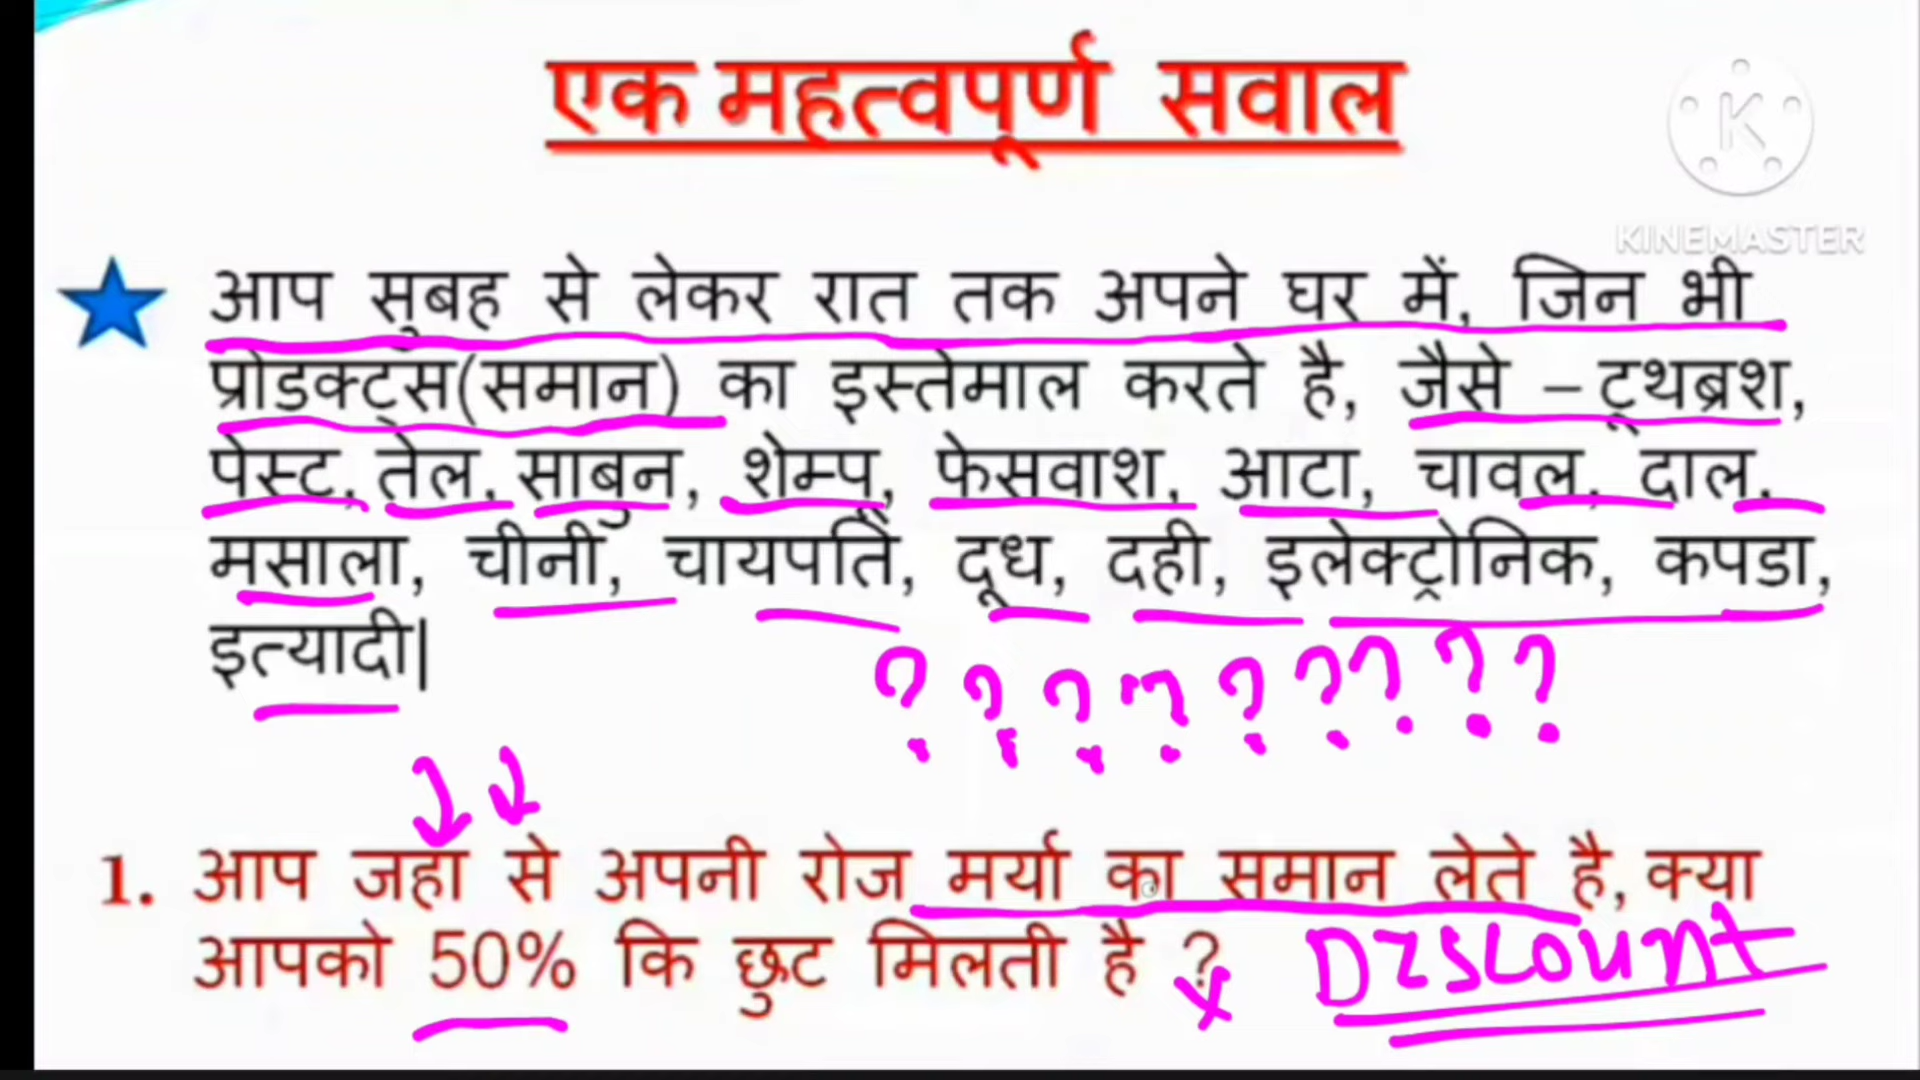 एक महत्वपूर्ण सवाल
K
KINEMASTER
आप सुबह से लेकर रात तक अपने घर में, जिन भी
प्रोडक्ट्स(समान) का इस्तेमाल करते है, जैसे – टूथब्रश,
पेस्ट, तेल, साबुन, शेम्पू, फेसवाश, आटा, चावल, दाल,
मसाला, चीनी, चायपति, दूध, दही, इलेक्ट्रोनिक, कपडा,
इत्यादी|
? ? ? ? ? ? ? ? ?
1. आप जहा से अपनी रोज मर्या का समान लेते है, क्या
आपको 50% कि छुट मिलती है ? x DISCOUNT